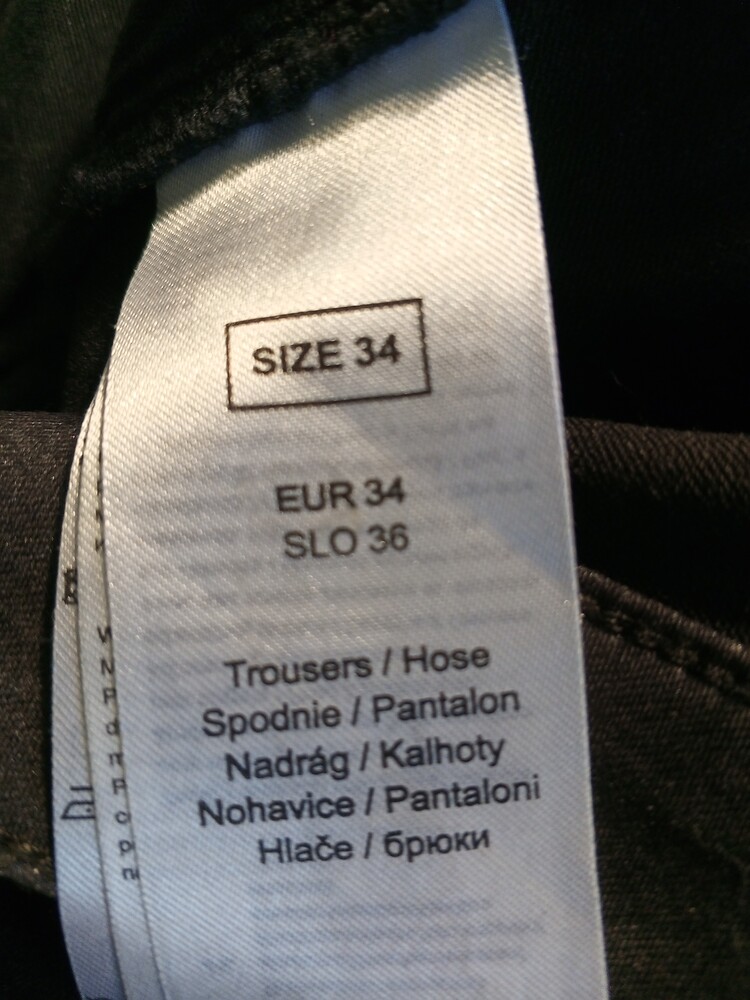 SIZE 34
EUR 34
SLO 36
Trousers / Hose
Spodnie / Pantalon
Nadrág / Kalhoty
Nohavice / Pantaloni
Hlače / брюки